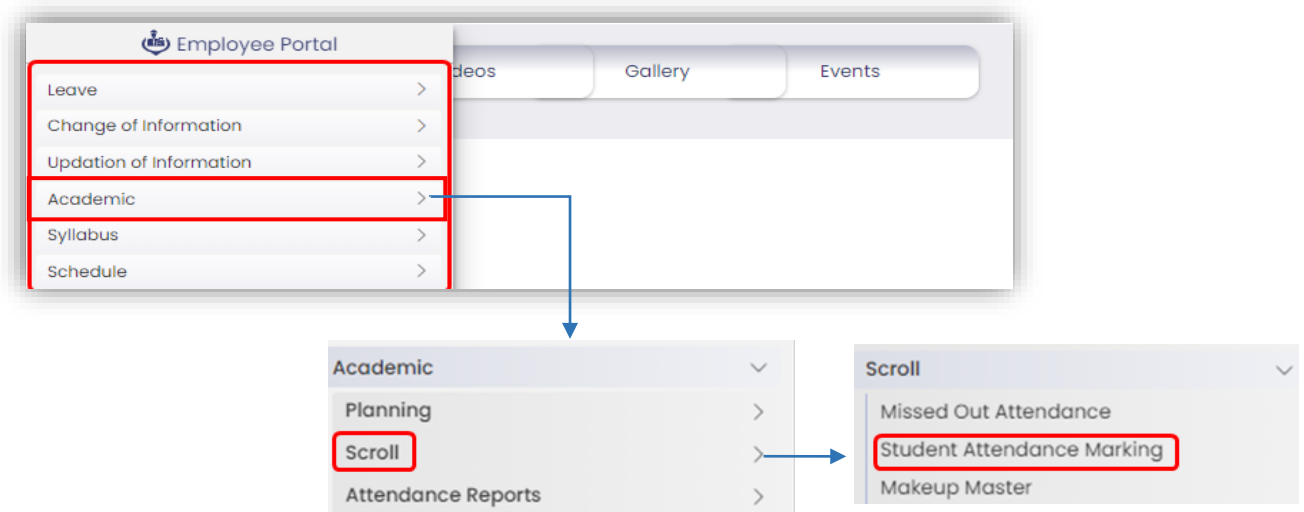 Employee Portal
deos Gallery Events
Leave
Change of Information
Updation of Information
Academic
Syllabus
Schedule
Academic
Planning
Scroll
Attendance Reports
Scroll
Missed Out Attendance
Student Attendance Marking
Makeup Master